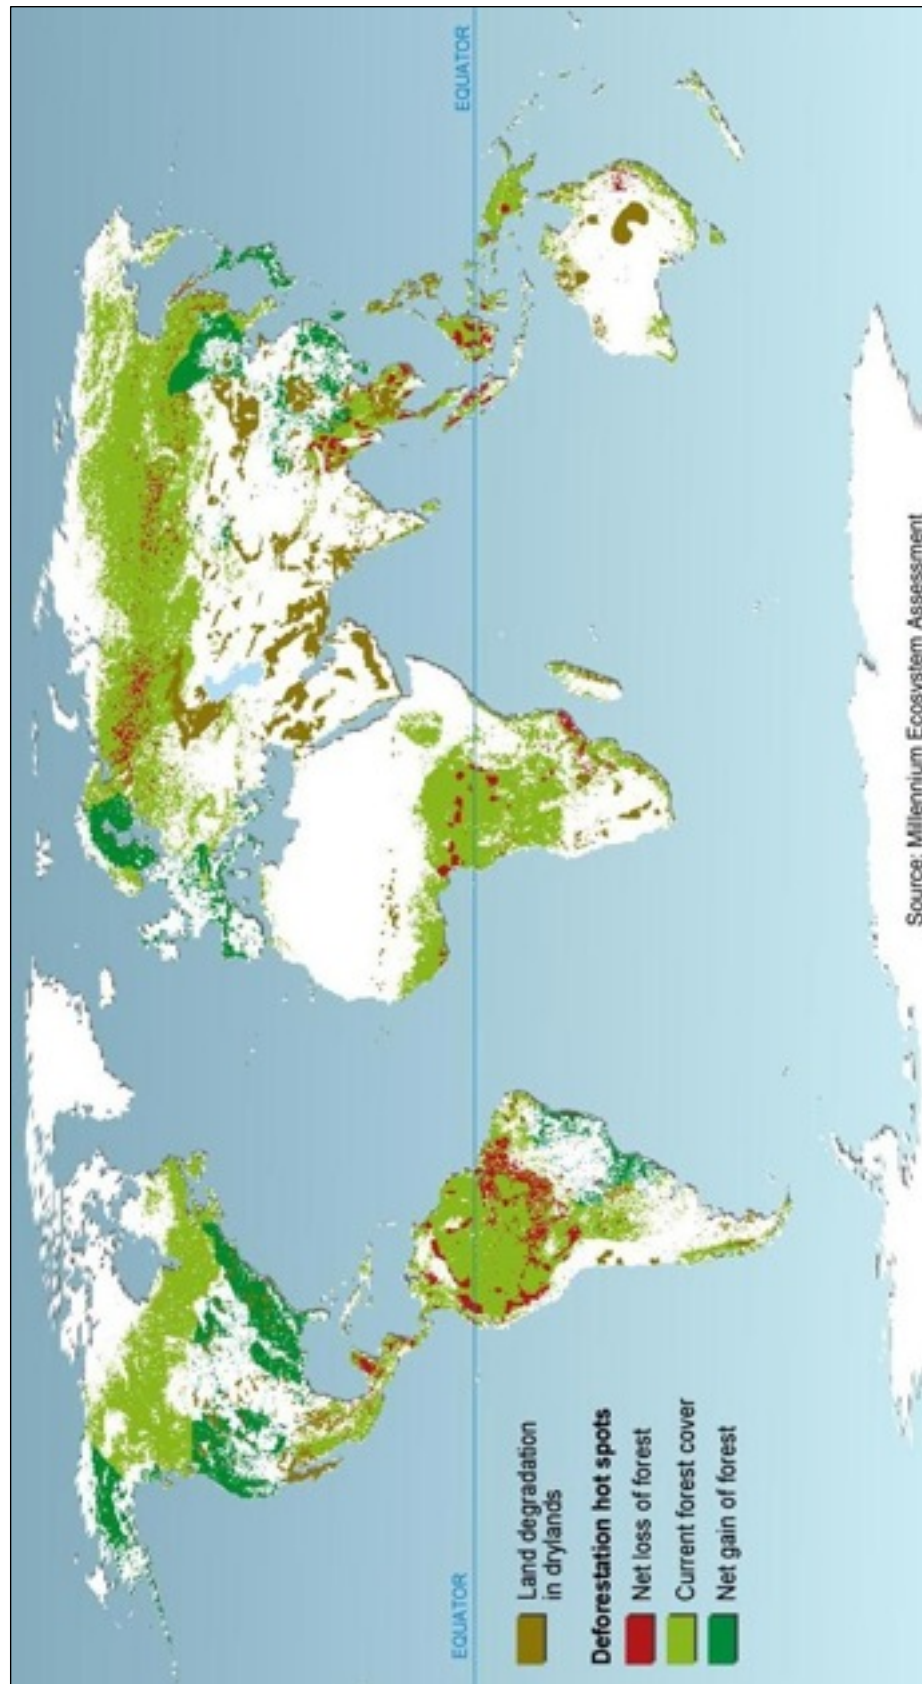 EQUATOR
EQUATOR
Land degradation
in drylands
Deforestation hot spots
Net loss of forest
Current forest cover
Net gain of forest
Source: Millennium Ecosystem Assessment